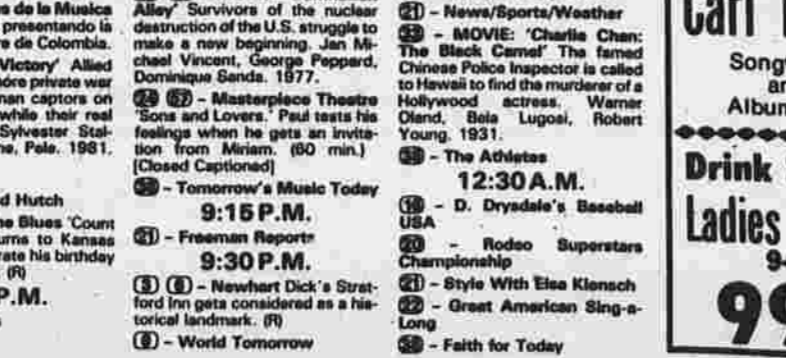 s de la Musica
presentando la
e de Colombia.
Victory' Allied
ore private war
man captors on
while their real
Sylvester Stal-
ne, Pele. 1981.
d Hutch
e Blues 'Count
urns to Kansas
rate his birthday
(R)
P.M.
Alley' Survivors of the nuclear
destruction of the U.S. struggle to
make a new beginning. Jan Mi-
chael Vincent, George Peppard,
Dominique Sanda. 1977.
24 57 - Masterpiece Theatre
'Sons and Lovers.' Paul tests his
feelings when he gets an invita-
tion from Miriam. (60 min.)
[Closed Captioned]
- Tomorrow's Music Today
9:15 P.M.
21 - Freeman Reports
9:30 P.M.
3 - Newhart Dick's Strat-
ford Inn gets considered as a his-
torical landmark. (R)
- World Tomorrow
21 - News/Sports/Weather
- MOVIE: 'Charlie Chan:
The Black Camel' The famed
Chinese Police Inspector is called
to Hawaii to find the murderer of a
Hollywood actress. Warner
Oland, Bela Lugosi, Robert
Young. 1931.
- The Athletes
12:30 A.M.
- D. Drysdale's Baseball
USA
20 - Rodeo Superstars
Championship
21 - Style With Elsa Klensch
22 - Great American Sing-a-
Long
- Faith for Today
Carl
Song
an
Album
Drink
Ladies
9-
99